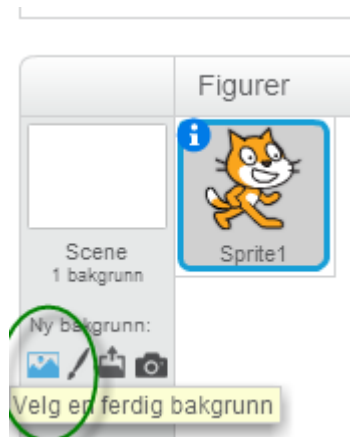 Figurer
Scene
1 bakgrunn
Sprite1
Ny bakgrunn:
Velg en ferdig bakgrunn